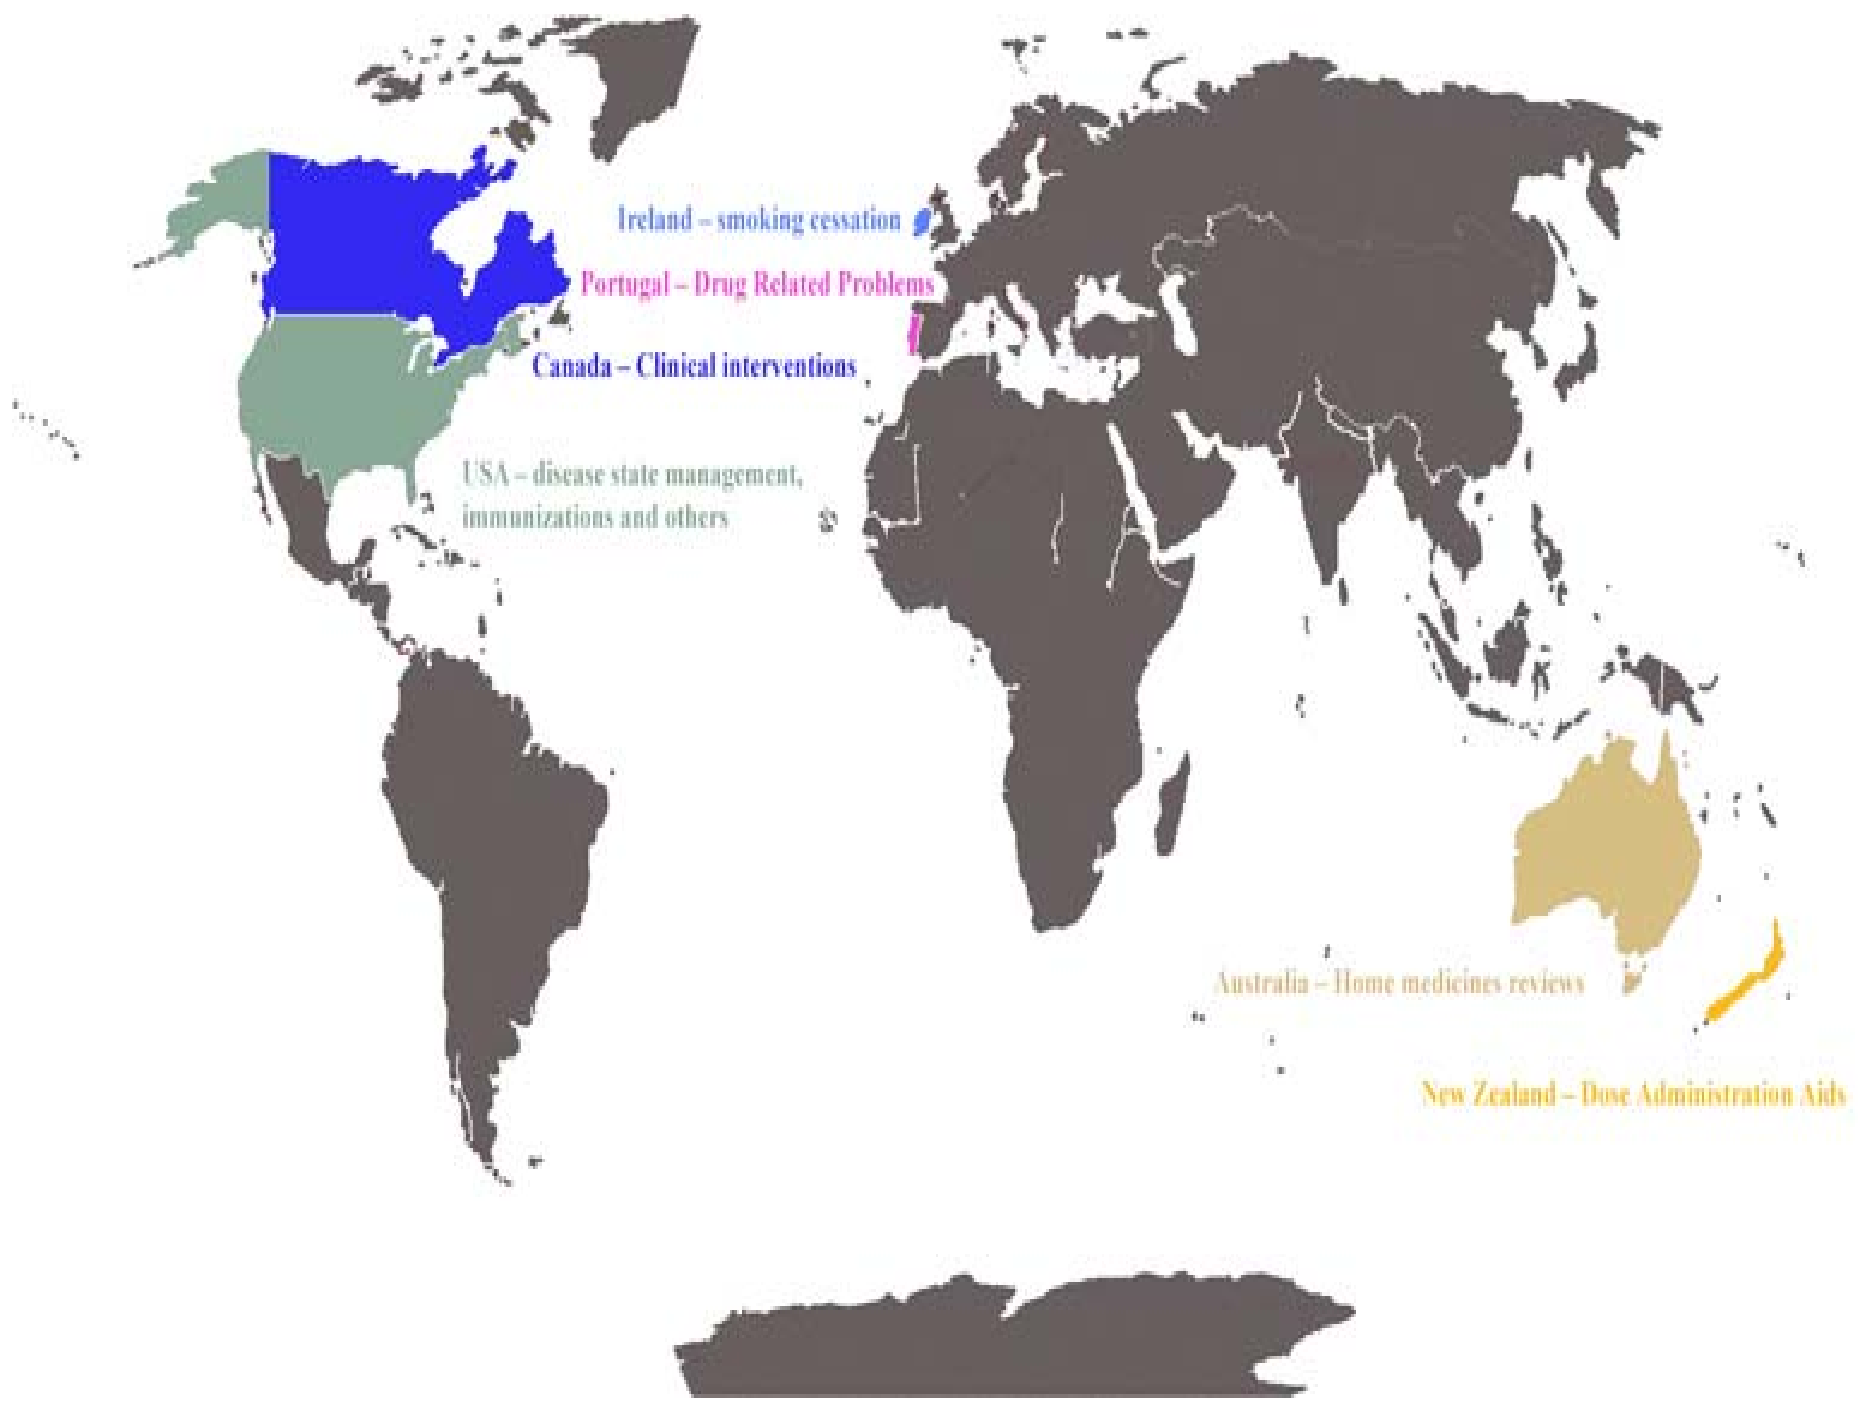 Ireland – smoking cessation
Portugal – Drug Related Problems
Canada – Clinical interventions
USA – disease state management,
immunizations and others
Australia – Home medicines reviews
New Zealand – Dose Administration Aids